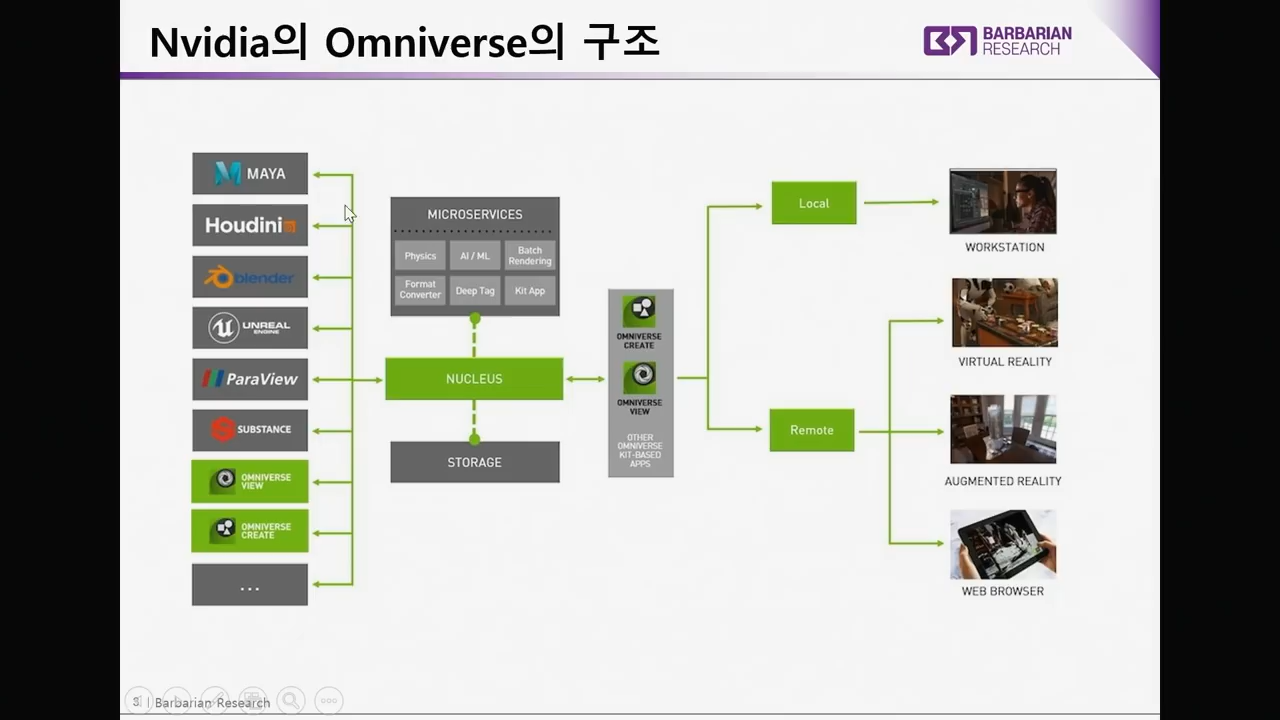 Nvidia의 Omniverse의 구조
BARBARIAN
RESEARCH
MAYA
Houdini
blender
UNREAL
ENGINE
ParaView
SUBSTANCE
OMNIVERSE
VIEW
OMNIVERSE
CREATE
...
MICROSERVICES
Physics
AI / ML
Batch
Rendering
Format
Converter
Deep Tag
Kit App
NUCLEUS
STORAGE
OMNIVERSE
CREATE
OMNIVERSE
VIEW
OTHER
OMNIVERSE
KIT-BASED
APPS
Local
Remote
WORKSTATION
VIRTUAL REALITY
AUGMENTED REALITY
WEB BROWSER
3 | Barbarian Research